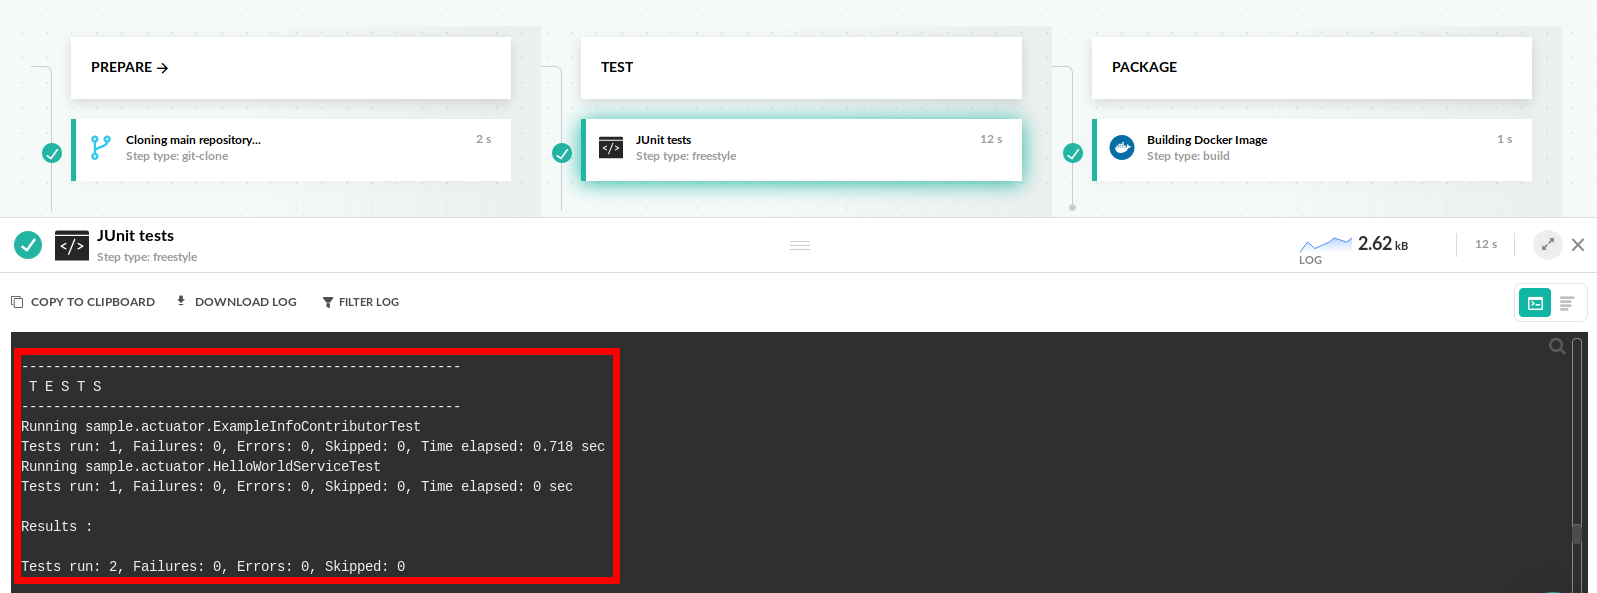 PREPARE →
TEST
PACKAGE
Cloning main repository...
2 s
Step type: git-clone
JUnit tests
12 s
Step type: freestyle
Building Docker Image
1 s
Step type: build
JUnit tests
Step type: freestyle
2.62 kB
LOG
12 s
COPY TO CLIPBOARD
DOWNLOAD LOG
FILTER LOG
-------------------------------------------------------
T E S T S
-------------------------------------------------------
Running sample.actuator.ExampleInfoContributorTest
Tests run: 1, Failures: 0, Errors: 0, Skipped: 0, Time elapsed: 0.718 sec
Running sample.actuator.HelloWorldServiceTest
Tests run: 1, Failures: 0, Errors: 0, Skipped: 0, Time elapsed: 0 sec
Results :
Tests run: 2, Failures: 0, Errors: 0, Skipped: 0